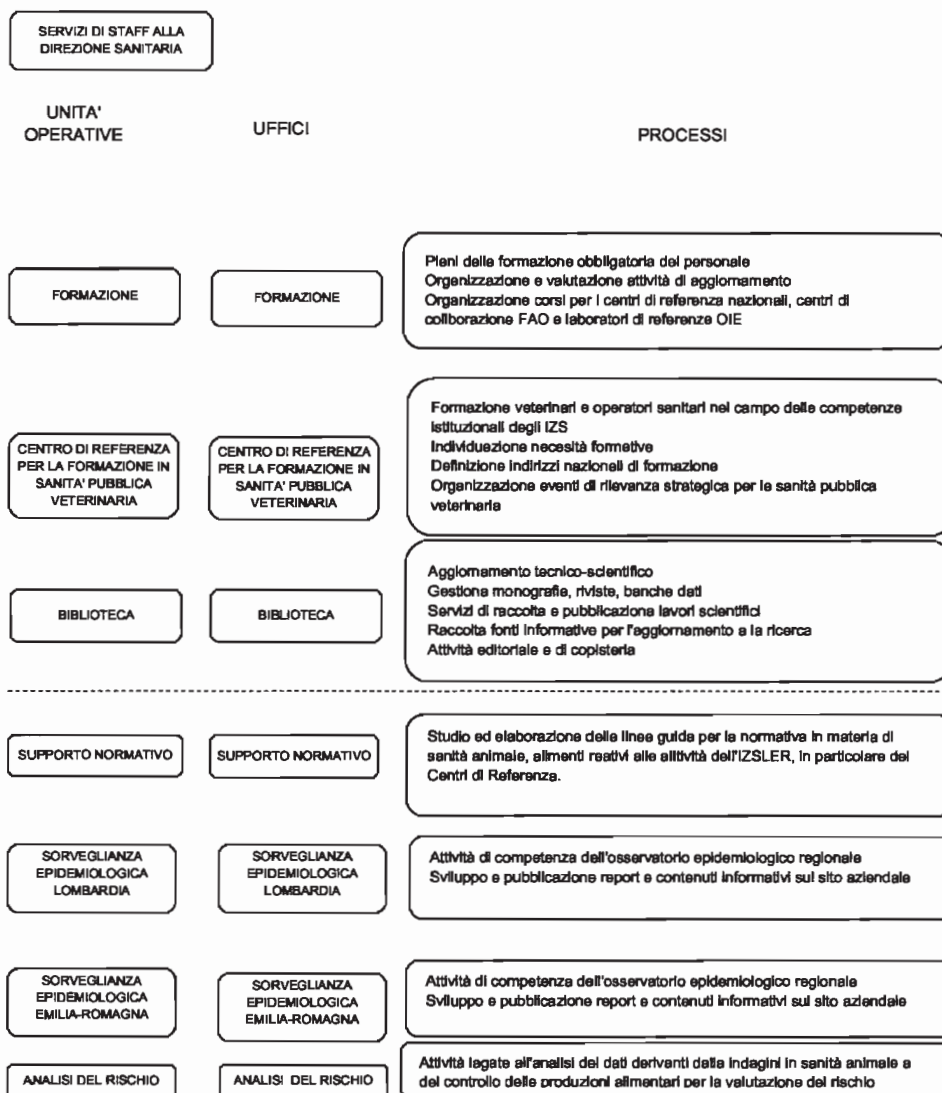 SERVIZI DI STAFF ALLA
DIREZIONE SANITARIA
UNITA'
OPERATIVE
UFFICI
PROCESSI
FORMAZIONE
FORMAZIONE
Pieni delle formazione obbligatoria del personale
Organizzazione e valutazione attività di aggiornamento
Organizzazione corsi per i centri di referenza nazionali, centri di
collborazione FAO e laboratori di referenze OIE
CENTRO DI REFERENZA
PER LA FORMAZIONE IN
SANITA' PUBBLICA
VETERINARIA
CENTRO DI REFERENZA
PER LA FORMAZIONE IN
SANITA' PUBBLICA
VETERINARIA
Formazione veterinari e operatori sanitari nel campo delle competenze
istituzionali degli IZS
Individuazione necesità formative
Definizione indirizzi nazionali di formazione
Organizzazione eventi di rilevanza strategica per le sanità pubblica
veterinaria
BIBLIOTECA
BIBLIOTECA
Aggiornamento tecnico-scientifico
Gestiona monografie, riviste, banche dati
Servizi di raccolta e pubblicazione lavori scientifici
Raccolta fonti informative per l'aggiornamento a la ricerca
Attività editoriale e di copisteria
SUPPORTO NORMATIVO
SUPPORTO NORMATIVO
Studio ed elaborazione delle linee guida per la normativa in materia di
sanità animale, alimenti reativi alle alitività dell'IZSLER, in particolare dei
Centri di Referenza.
SORVEGLIANZA
EPIDEMIOLOGICA
LOMBARDIA
SORVEGLIANZA
EPIDEMIOLOGICA
LOMBARDIA
Attività di competenza dell'osservatorio epidemiologico regionale
Sviluppo e pubblicazione report e contenuti informativi sul sito aziendale
SORVEGLIANZA
EPIDEMIOLOGICA
EMILIA-ROMAGNA
SORVEGLIANZA
EPIDEMIOLOGICA
EMILIA-ROMAGNA
Attività di competenza dell'osservatorio epidemiologico regionale
Sviluppo e pubblicazione report e contenuti informativi sul sito aziendale
ANALISI DEL RISCHIO
ANALISI DEL RISCHIO
Attività lagate all'analisi dei dati derivanti dalle indagini in sanità animale a
del controllo delle produzioni alimentari per la valutazione del rischio